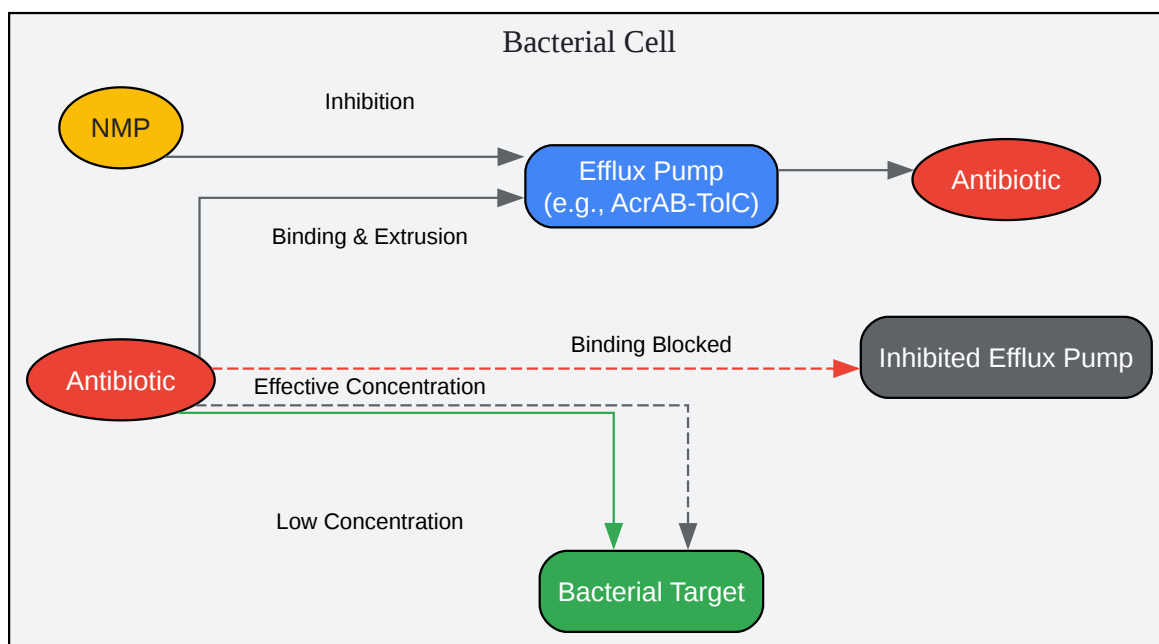 Bacterial Cell
Inhibition
NMP
Efflux Pump
(e.g., AcrAB-TolC)
Antibiotic
Binding & Extrusion
Binding Blocked
Inhibited Efflux Pump
Antibiotic
Effective Concentration
Low Concentration
Bacterial Target